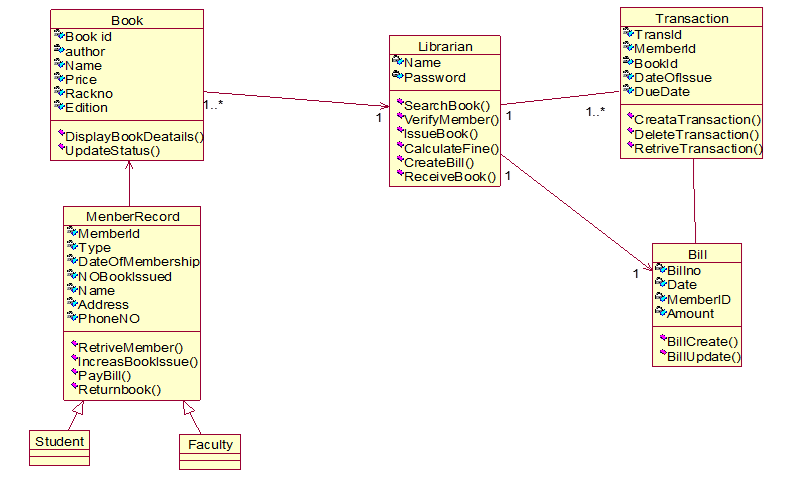 Book
Book id
author
Name
Price
Rackno
Edition
DisplayBookDeatails()
UpdateStatus()
1..*
1
Librarian
Name
Password
SearchBook()
VerifyMember()
IssueBook()
CalculateFine()
CreateBill()
ReceiveBook()
1
1..*
1
1
Transaction
TransId
MemberId
BookId
DateOfIssue
DueDate
CreataTransaction()
DeleteTransaction()
RetriveTransaction()
MenberRecord
MemberId
Type
DateOfMembership
NOBookIssued
Name
Address
PhoneNO
RetriveMember()
IncreasBookIssue()
PayBill()
Returnbook()
Bill
Billno
Date
MemberID
Amount
BillCreate()
BillUpdate()
Student
Faculty